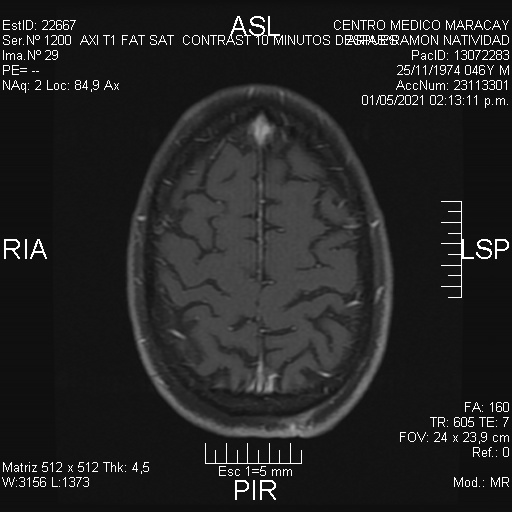 EstID: 22667
ASL
CENTRO MEDICO MARACAY
Ser.Nº 1200 AXI T1 FAT SAT CONTRAST 10 MINUTOS RAMON NATIVIDAD
Ima.Nº 29
PacID: 13072283
PE= --
25/11/1974 046Y M
NAq: 2 Loc: 84,9 Ax
AccNum: 23113301
01/05/2021 02:13:11 p.m.
RIA
LSP
FA: 160
TR: 605 TE: 7
FOV: 24 x 23,9 cm
Ref.: 0
Matriz 512 x 512 Thk: 4,5
Esc 1=5 mm
W:3156 L:1373
PIR
Mod.: MR